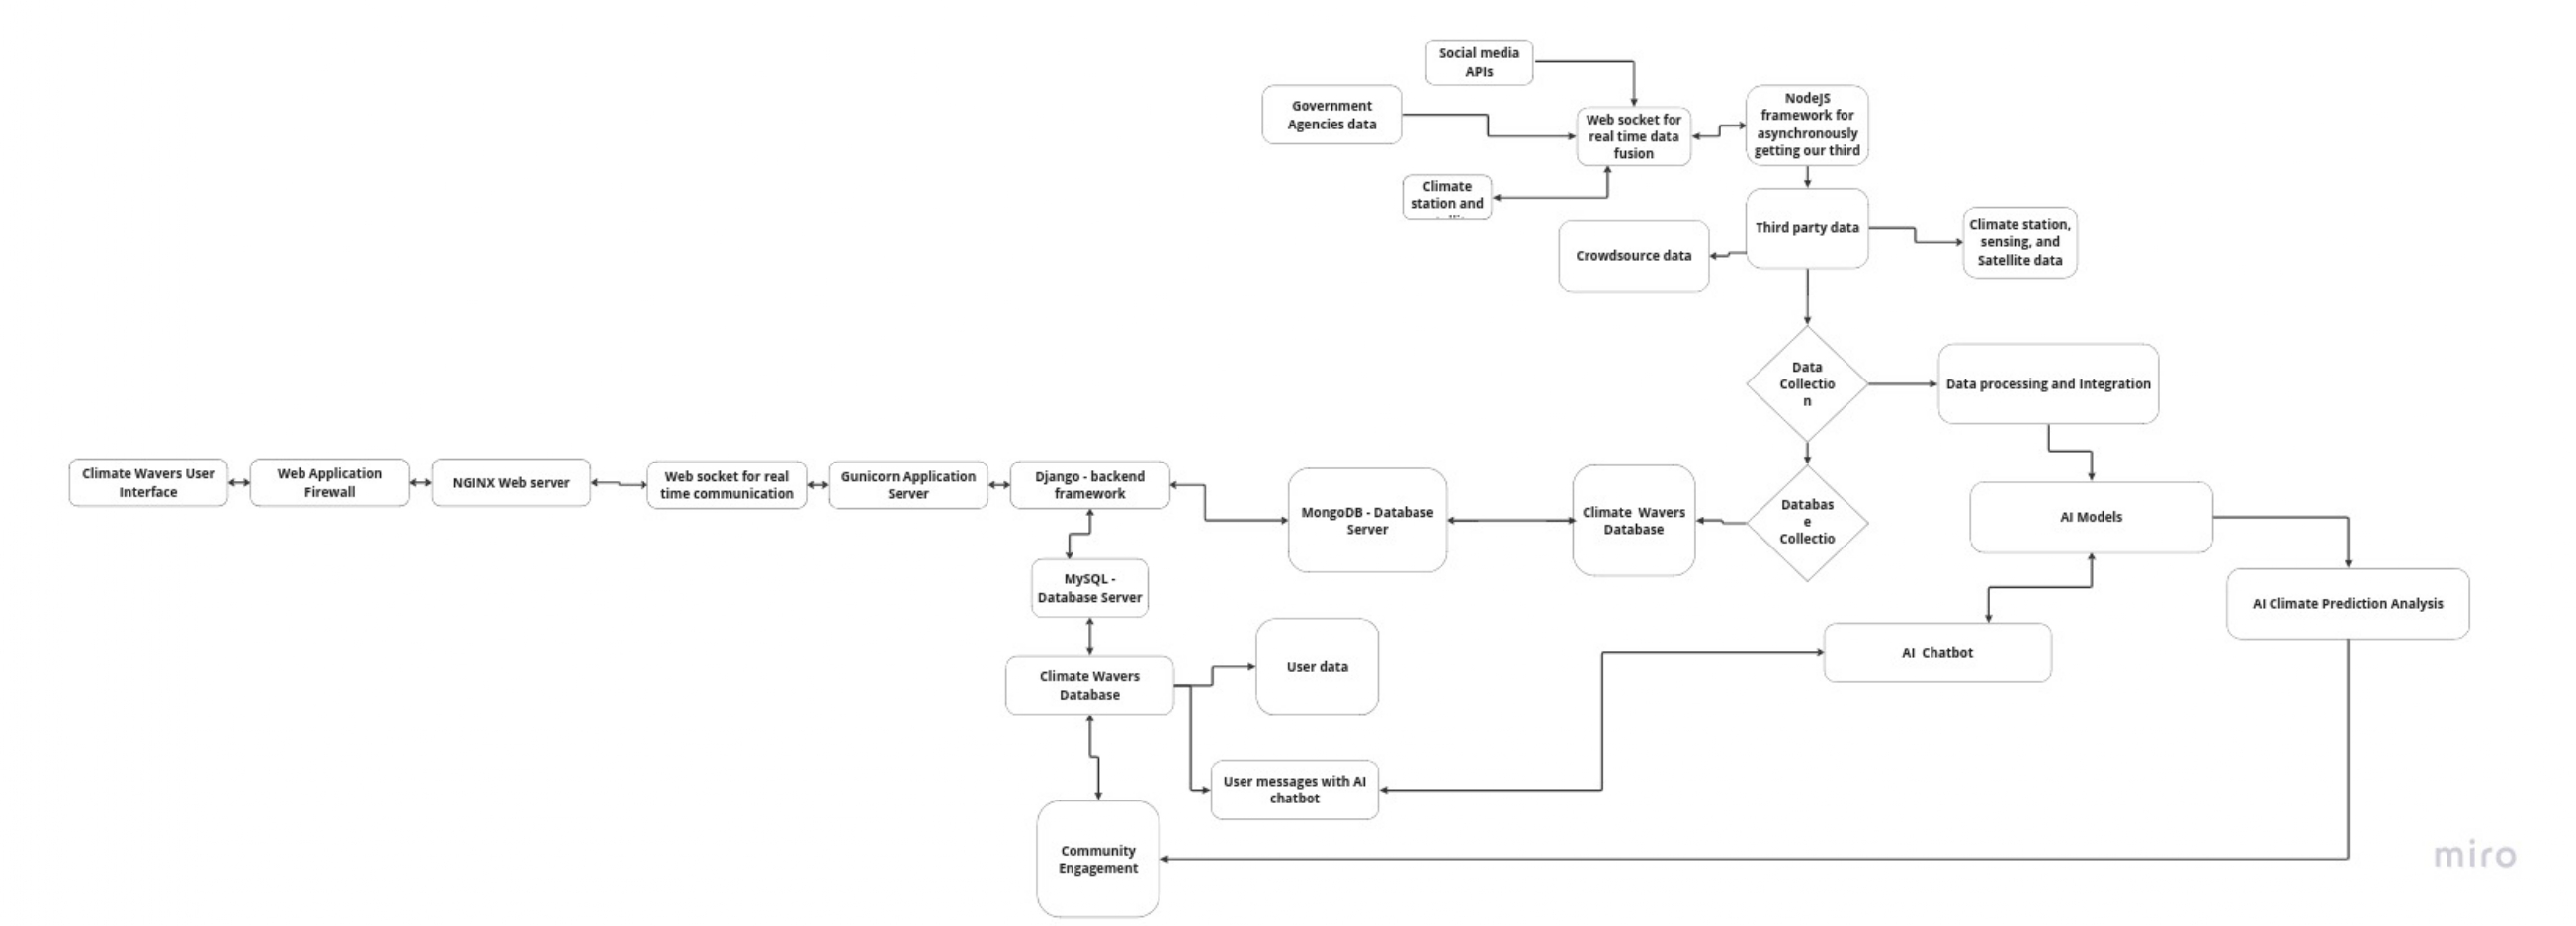 Social media
APIs
Government
Agencies data
Web socket for
real time data
fusion
NodeJS
framework for
asynchronously
getting our third
Climate
station and
Third party data
Crowdsource data
Climate station,
sensing, and
Satellite data
Data
Collectio
n
Data processing and Integration
Climate Wavers User
Interface
Web Application
Firewall
NGINX Web server
Web socket for real
time communication
Gunicorn Application
Server
Django - backend
framework
MongoDB - Database
Server
Climate Wavers
Database
Databas
e
Collectio
AI Models
MySQL -
Database Server
AI Climate Prediction Analysis
Climate Wavers
Database
User data
AI Chatbot
User messages with AI
chatbot
Community
Engagement
miro